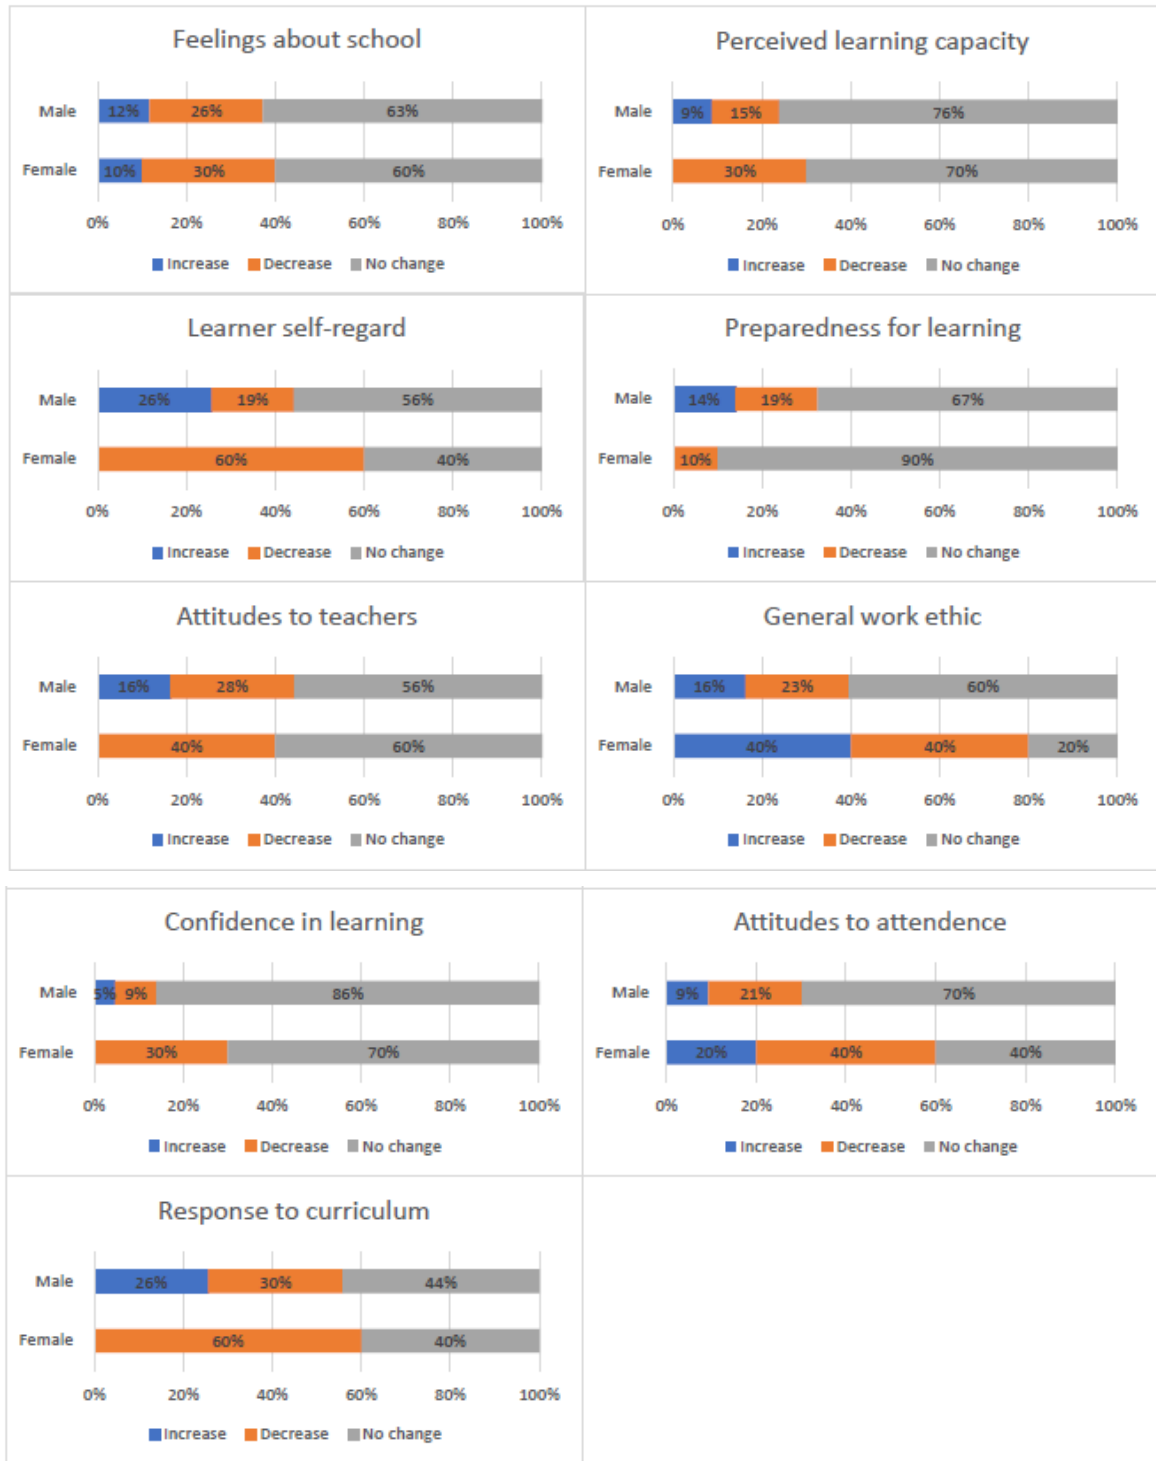 Feelings about school
Male 12% 26% 63%
Female 10% 30% 60%
0% 20% 40% 60% 80% 100%
Increase Decrease No change
Perceived learning capacity
Male 9% 15% 76%
Female 30% 70%
0% 20% 40% 60% 80% 100%
Increase Decrease No change
Learner self-regard
Male 26% 19% 56%
Female 60% 40%
0% 20% 40% 60% 80% 100%
Increase Decrease No change
Preparedness for learning
Male 14% 19% 67%
Female 10% 90%
0% 20% 40% 60% 80% 100%
Increase Decrease No change
Attitudes to teachers
Male 16% 28% 56%
Female 40% 60%
0% 20% 40% 60% 80% 100%
Increase Decrease No change
General work ethic
Male 16% 23% 60%
Female 40% 40% 20%
0% 20% 40% 60% 80% 100%
Increase Decrease No change
Confidence in learning
Male 5% 9% 86%
Female 30% 70%
0% 20% 40% 60% 80% 100%
Increase Decrease No change
Attitudes to attendence
Male 9% 21% 70%
Female 20% 40% 40%
0% 20% 40% 60% 80% 100%
Increase Decrease No change
Response to curriculum
Male 26% 30% 44%
Female 60% 40%
0% 20% 40% 60% 80% 100%
Increase Decrease No change